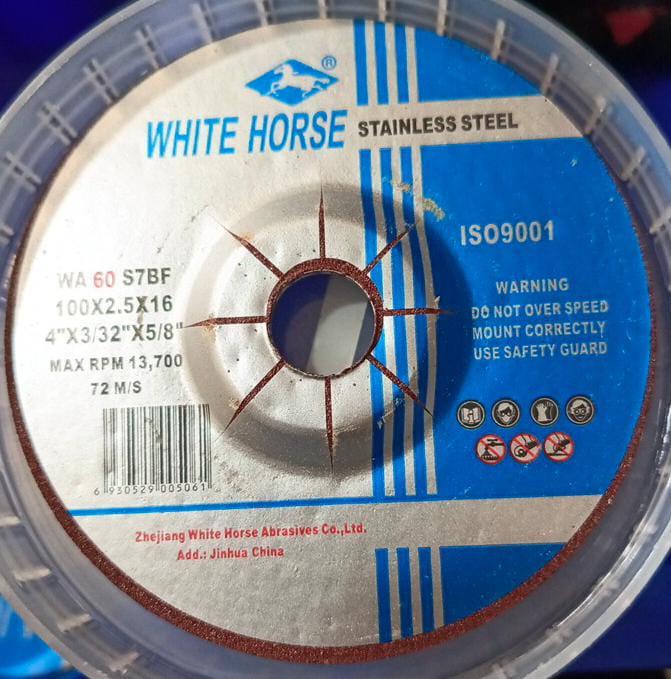 ®
WHITE HORSE
STAINLESS STEEL
ISO9001
WA 60 S7BF
100X2.5X16
4"X3/32"X5/8"
MAX RPM 13,700
72 M/S
WARNING
DO NOT OVER SPEED
MOUNT CORRECTLY
USE SAFETY GUARD
6 930529 005061
Zhejiang White Horse Abrasives Co.,Ltd.
Add.: Jinhua China